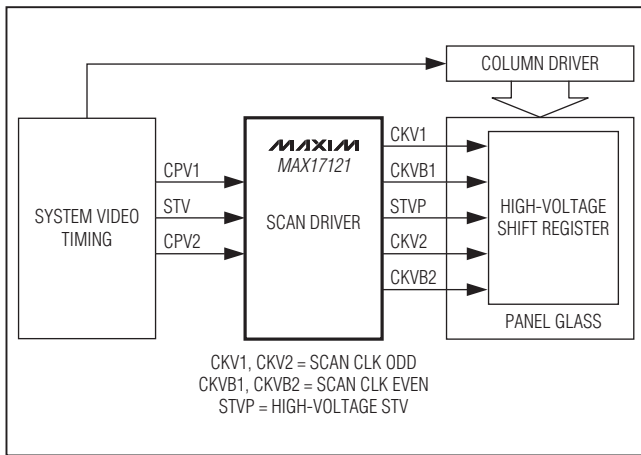 COLUMN DRIVER
SYSTEM VIDEO
TIMING
CPV1
STV
CPV2
MAXIM
MAX17121
SCAN DRIVER
CKV1
CKVB1
STVP
CKV2
CKVB2
HIGH-VOLTAGE
SHIFT REGISTER
PANEL GLASS
CKV1, CKV2 = SCAN CLK ODD
CKVB1, CKVB2 = SCAN CLK EVEN
STVP = HIGH-VOLTAGE STV